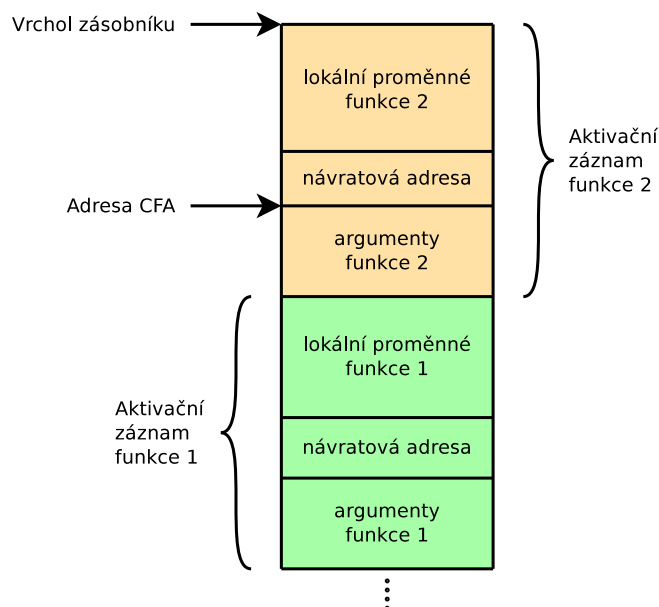 Vrchol zásobníku
lokální proměnné
funkce 2
Aktivační
záznam
funkce 2
návratová adresa
Adresa CFA
argumenty
funkce 2
lokální proměnné
funkce 1
Aktivační
záznam
funkce 1
návratová adresa
argumenty
funkce 1